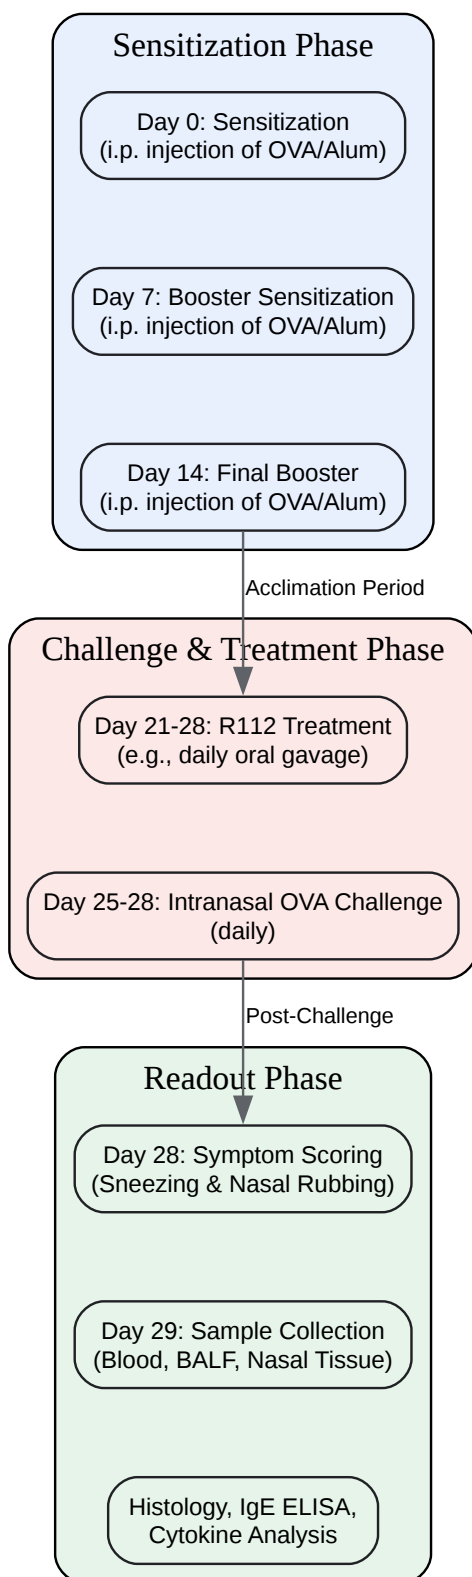 Sensitization Phase
Day 0: Sensitization
(i.p. injection of OVA/Alum)
Day 7: Booster Sensitization
(i.p. injection of OVA/Alum)
Day 14: Final Booster
(i.p. injection of OVA/Alum)
Acclimation Period
Challenge & Treatment Phase
Day 21-28: R112 Treatment
(e.g., daily oral gavage)
Day 25-28: Intranasal OVA Challenge
(daily)
Post-Challenge
Readout Phase
Day 28: Symptom Scoring
(Sneezing & Nasal Rubbing)
Day 29: Sample Collection
(Blood, BALF, Nasal Tissue)
Histology, IgE ELISA,
Cytokine Analysis